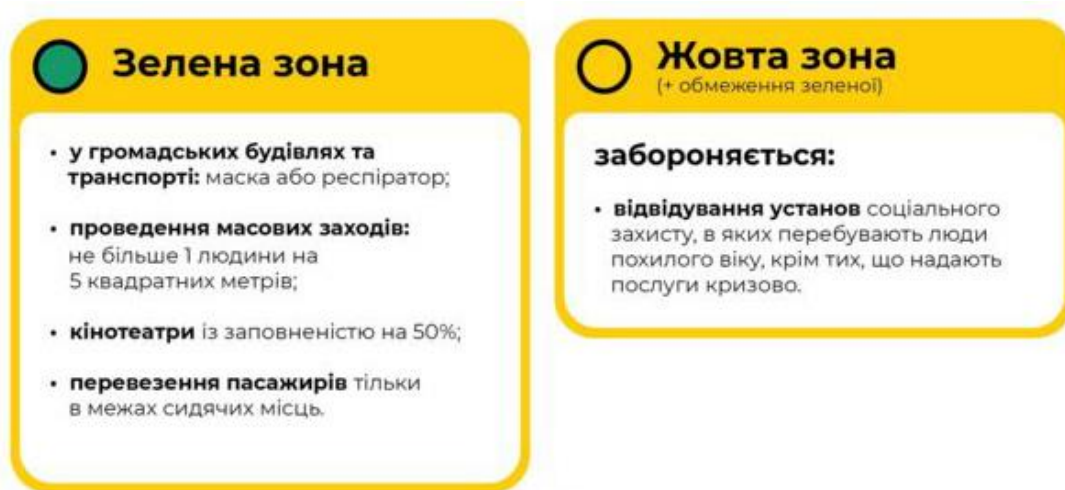 Зелена зона
• у громадських будівлях та
транспорті: маска або респіратор;
• проведення масових заходів:
не більше 1 людини на
5 квадратних метрів;
• кінотеатри із заповненістю на 50%;
• перевезення пасажирів тільки
в межах сидячих місць.
Жовта зона
(+ обмеження зеленої)
забороняється:
• відвідування установ соціального
захисту, в яких перебувають люди
похилого віку, крім тих, що надають
послуги кризово.